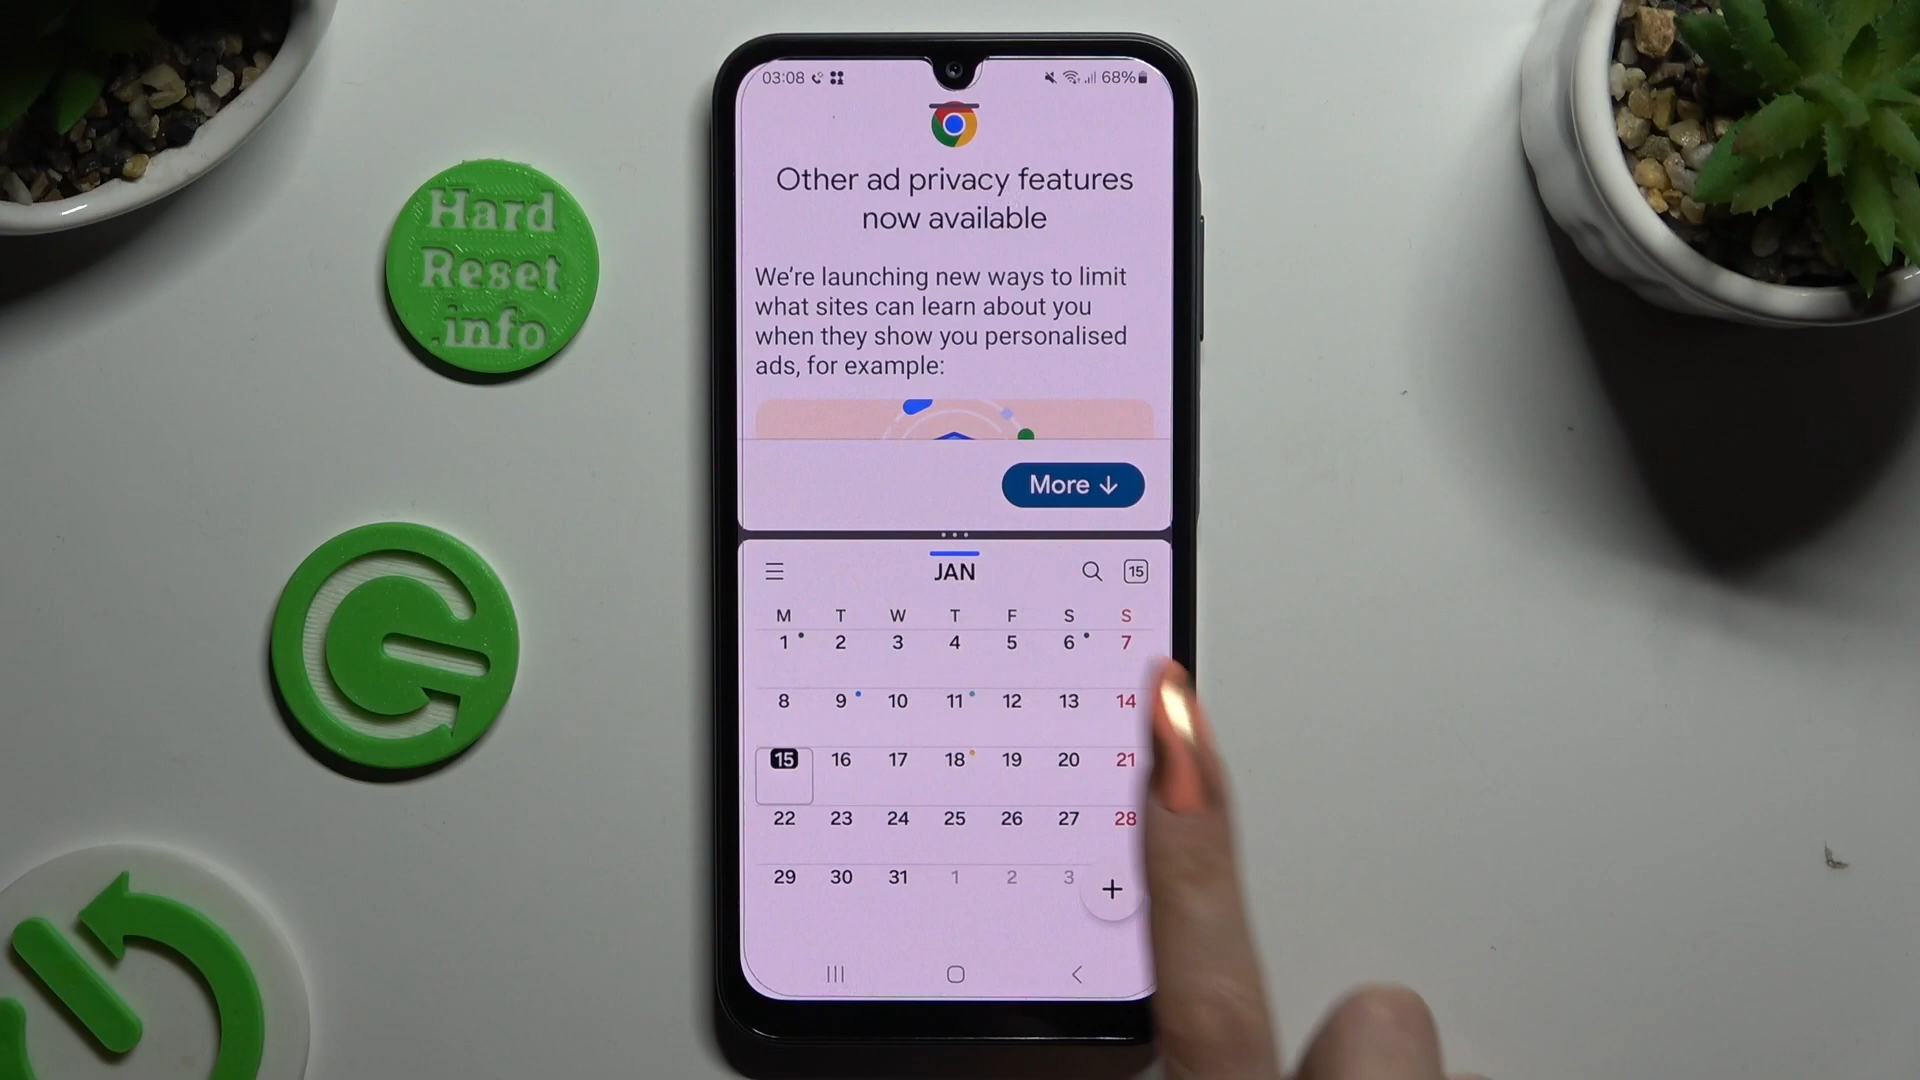 Hard
Reset
.info
03:08
68%
Other ad privacy features
now available
We're launching new ways to limit
what sites can learn about you
when they show you personalised
ads, for example:
More ↓
JAN
15
M T W T F S S
1 2 3 4 5 6 7
8 9 10 11 12 13 14
15 16 17 18 19 20 21
22 23 24 25 26 27 28
29 30 31 1 2 3
+